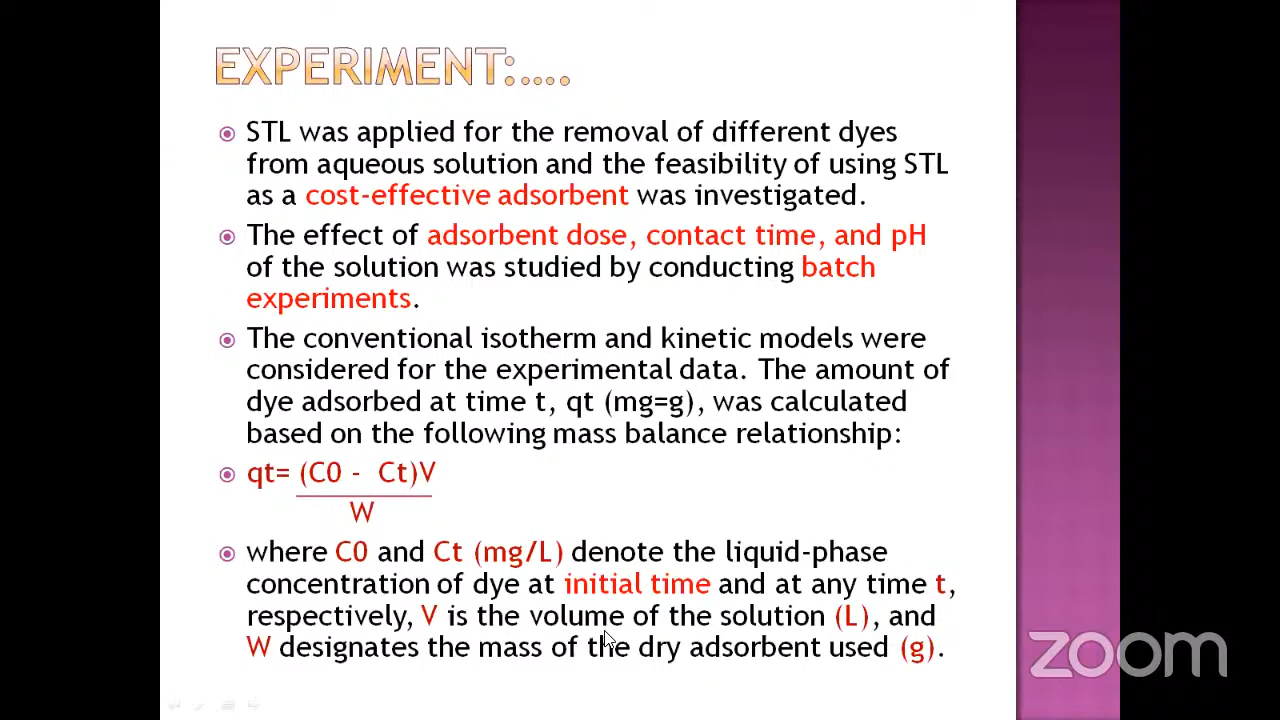 EXPERIMENT:....
STL was applied for the removal of different dyes
from aqueous solution and the feasibility of using STL
as a cost-effective adsorbent was investigated.
The effect of adsorbent dose, contact time, and pH
of the solution was studied by conducting batch
experiments.
The conventional isotherm and kinetic models were
considered for the experimental data. The amount of
dye adsorbed at time t, qt (mg=g), was calculated
based on the following mass balance relationship:
qt= (C0 - Ct)V
W
where C0 and Ct (mg/L) denote the liquid-phase
concentration of dye at initial time and at any time t,
respectively, V is the volume of the solution (L), and
W designates the mass of the dry adsorbent used (g).
zoom